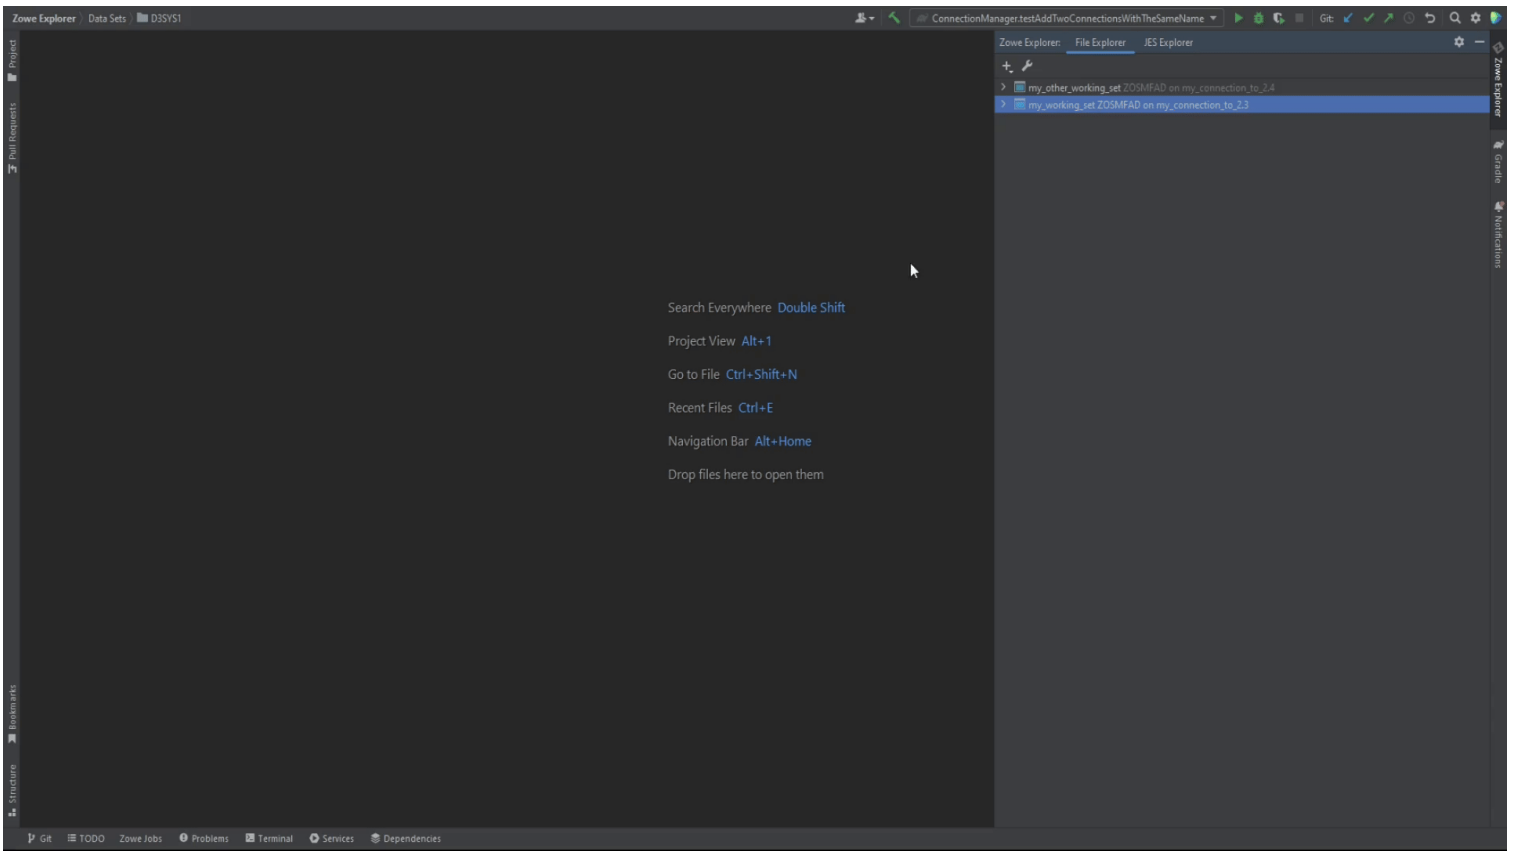 Zowe Explorer Data Sets D3SYS1
ConnectionManager.testAddTwoConnectionsWithTheSameName
Git:
Project
Pull Requests
Bookmarks
Structure
Search Everywhere Double Shift
Project View Alt+1
Go to File Ctrl+Shift+N
Recent Files Ctrl+E
Navigation Bar Alt+Home
Drop files here to open them
Zowe Explorer: File Explorer JES Explorer
my_other_working_set ZOSMFAD on my_connection_to_2.4
my_working_set ZOSMFAD on my_connection_to_2.3
Zowe Explorer
Gradle
Notifications
Git TODO Zowe Jobs Problems Terminal Services Dependencies